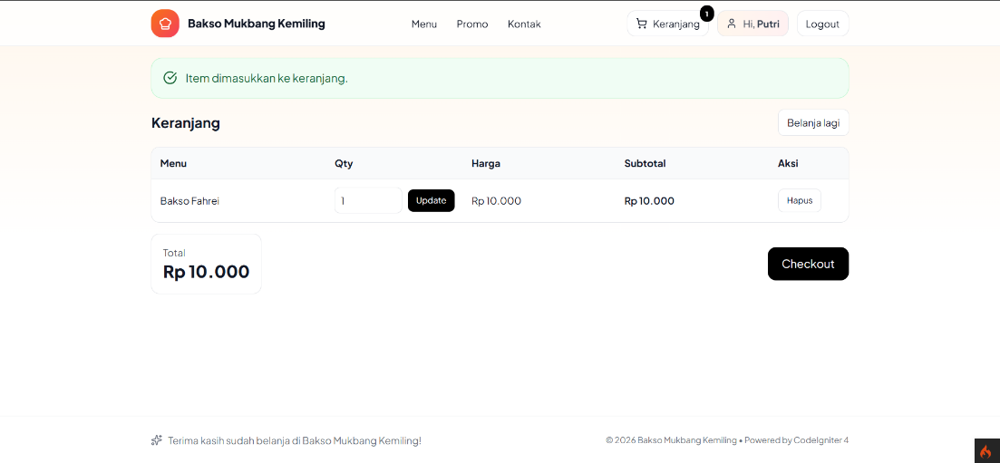 Bakso Mukbang Kemiling Menu Promo Kontak Keranjang 1 Hi, Putri Logout
Item dimasukkan ke keranjang.
Keranjang Belanja lagi
Menu Qty Harga Subtotal Aksi
Bakso Fahrei 1 Update Rp 10.000 Rp 10.000 Hapus
Total
Rp 10.000
Checkout
Terima kasih sudah belanja di Bakso Mukbang Kemiling! © 2026 Bakso Mukbang Kemiling • Powered by CodeIgniter 4